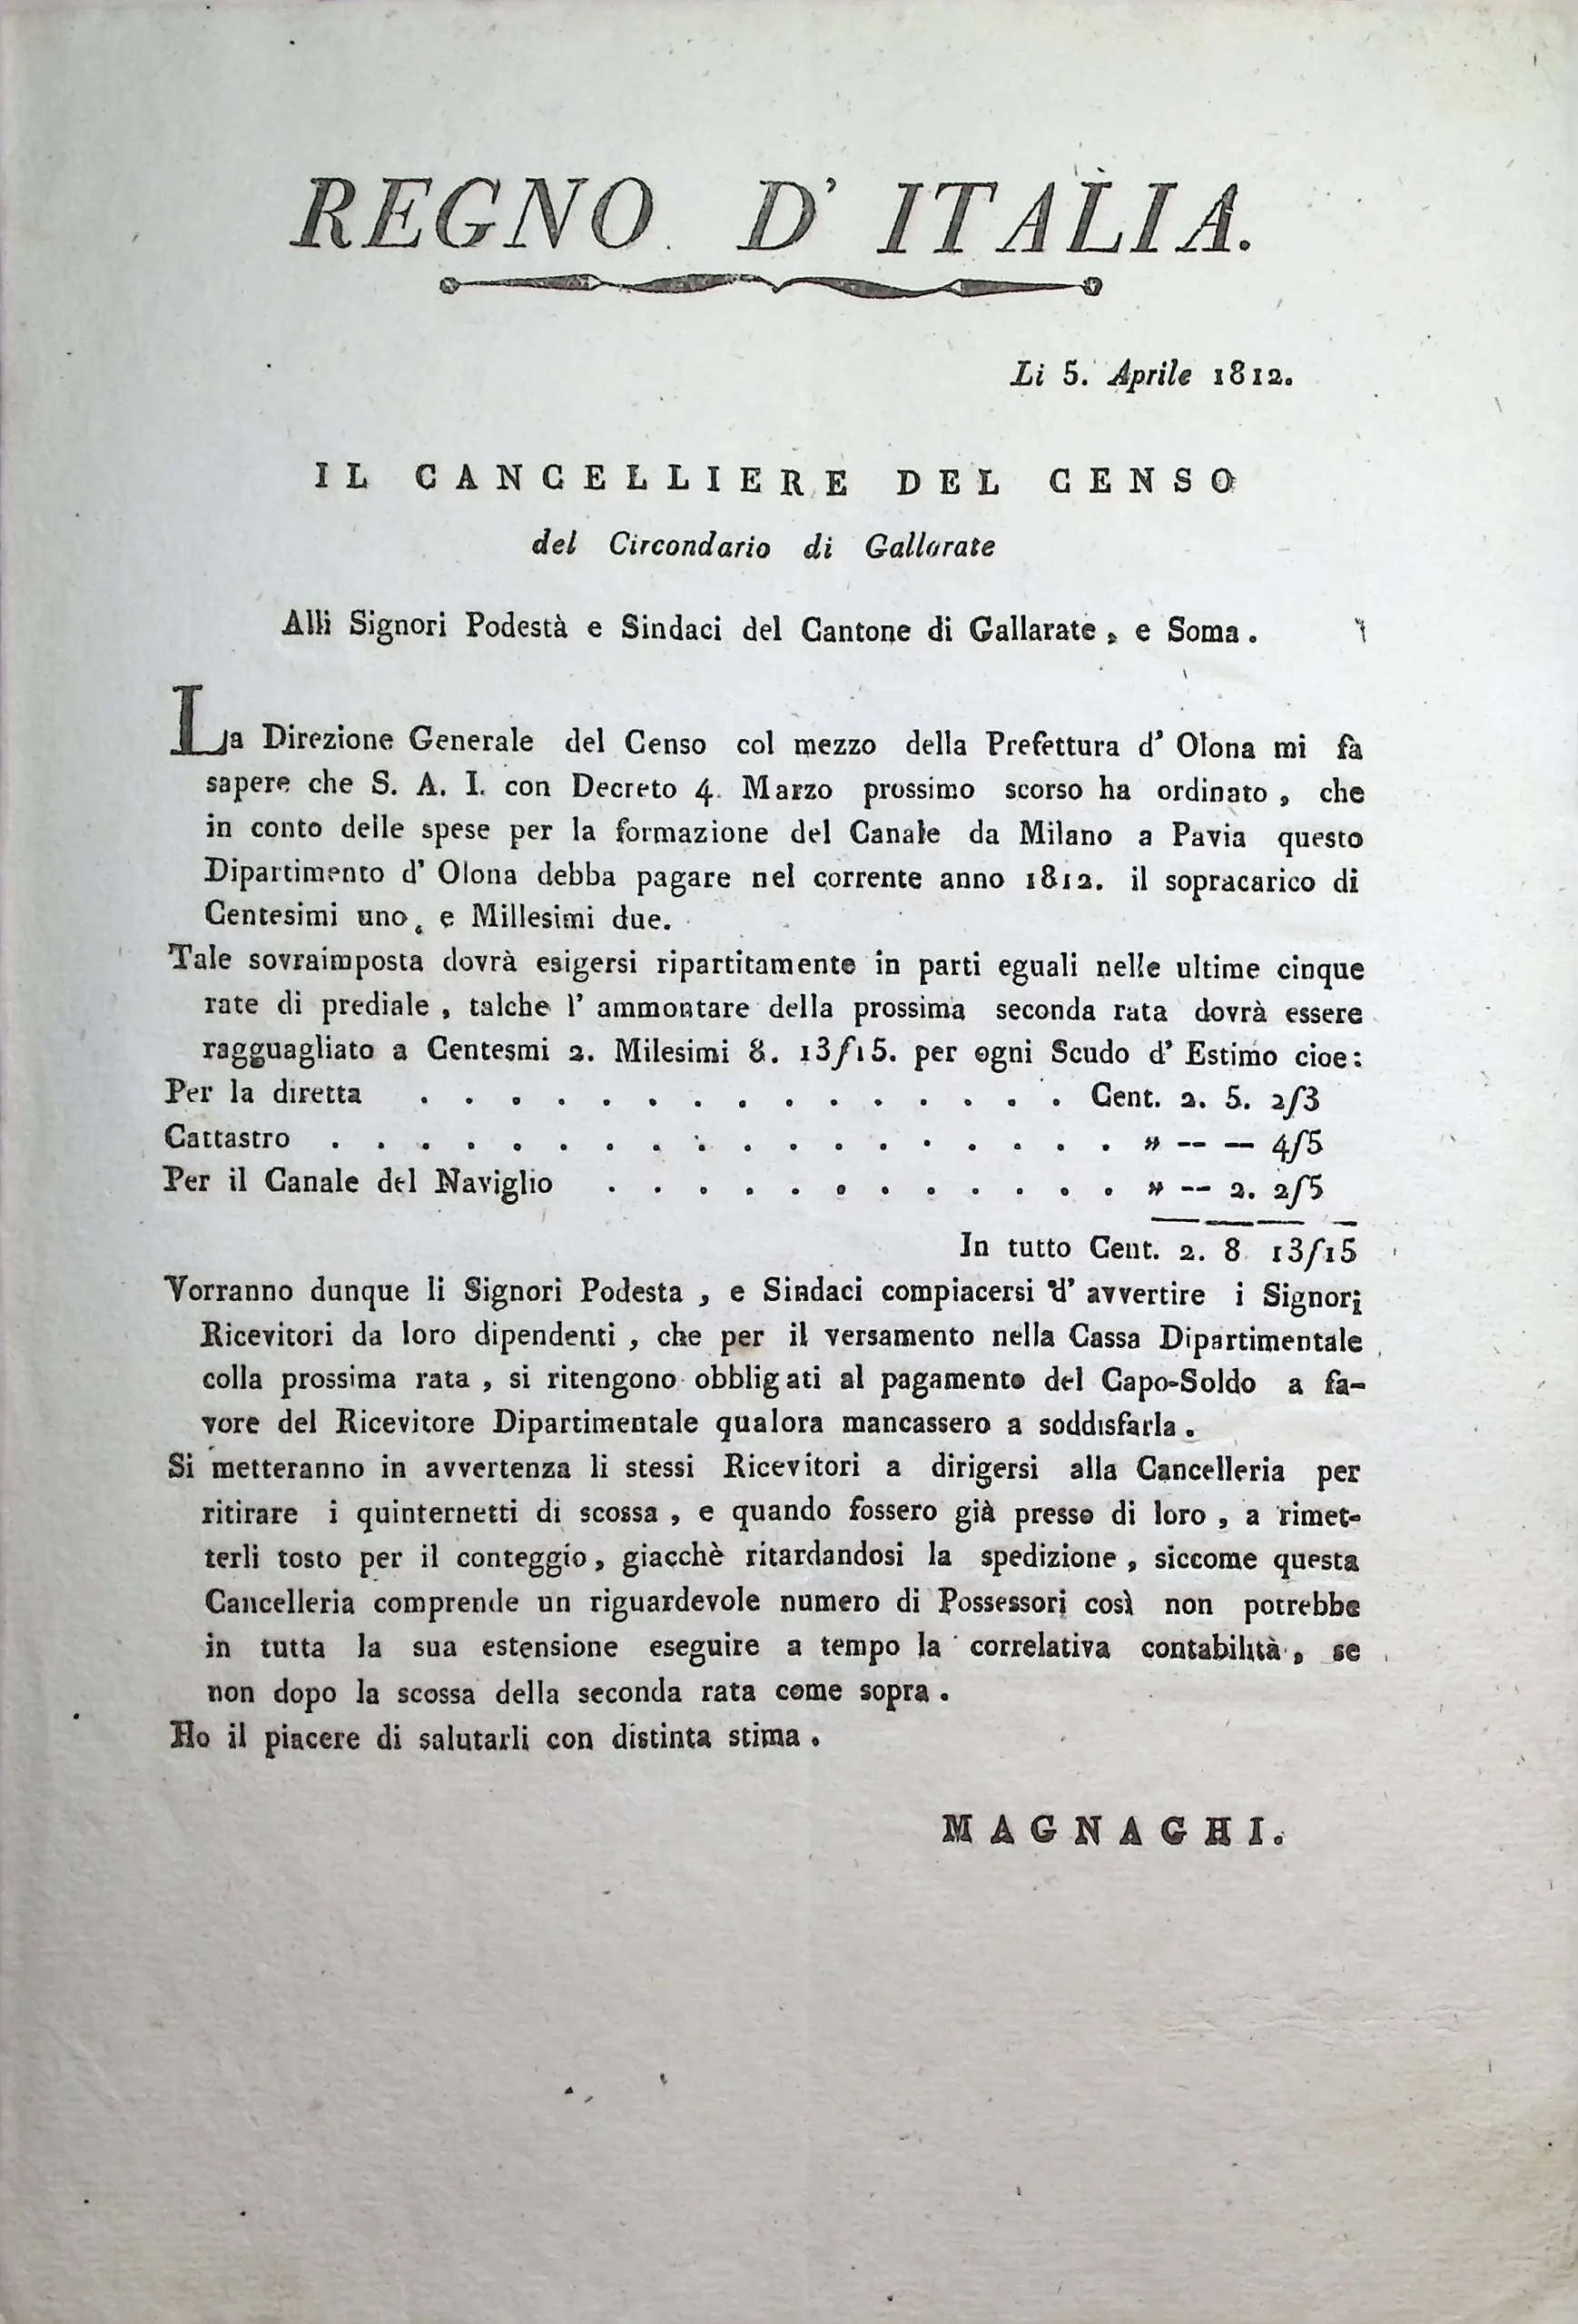 REGNO D' ITALIA.
Li 5. Aprile 1812.
IL CANCELLIERE DEL CENSO
del Circondario di Gallarate
Alli Signori Podestà e Sindaci del Cantone di Gallarate, e Soma.
La Direzione Generale del Censo col mezzo della Prefettura d' Olona mi fà
sapere che S. A. I. con Decreto 4. Marzo prossimo scorso ha ordinato, che
in conto delle spese per la formazione del Canale da Milano a Pavia questo
Dipartimento d' Olona debba pagare nel corrente anno 1812. il sopracarico di
Centesimi uno, e Millesimi due.
Tale sovraimposta dovrà esigersi ripartitamente in parti eguali nelle ultime cinque
rate di prediale, talche l' ammontare della prossima seconda rata dovrà essere
ragguagliato a Centesmi 2. Milesimi 8. 13/15. per ogni Scudo d' Estimo cioe:
Per la diretta . . . . . . . . . . . . . . . Cent. 2. 5. 2/3
Cattastro . . . . . . . . . . . . . . . . . . » -- — 4/5
Per il Canale del Naviglio . . . . . . . . . . . . » -- 2. 2/5
In tutto Cent. 2. 8 13/15
Vorranno dunque li Signori Podesta, e Sindaci compiacersi d' avvertire i Signori
Ricevitori da loro dipendenti, che per il versamento nella Cassa Dipartimentale
colla prossima rata, si ritengono obbligati al pagamento del Capo-Soldo a fa-
vore del Ricevitore Dipartimentale qualora mancassero a soddisfarla.
Si metteranno in avvertenza li stessi Ricevitori a dirigersi alla Cancelleria per
ritirare i quinternetti di scossa, e quando fossero già presso di loro, a rimet-
terli tosto per il conteggio, giacchè ritardandosi la spedizione, siccome questa
Cancelleria comprende un riguardevole numero di Possessori così non potrebbe
in tutta la sua estensione eseguire a tempo la correlativa contabilità, se
non dopo la scossa della seconda rata come sopra.
Ho il piacere di salutarli con distinta stima.
MAGNAGHI.